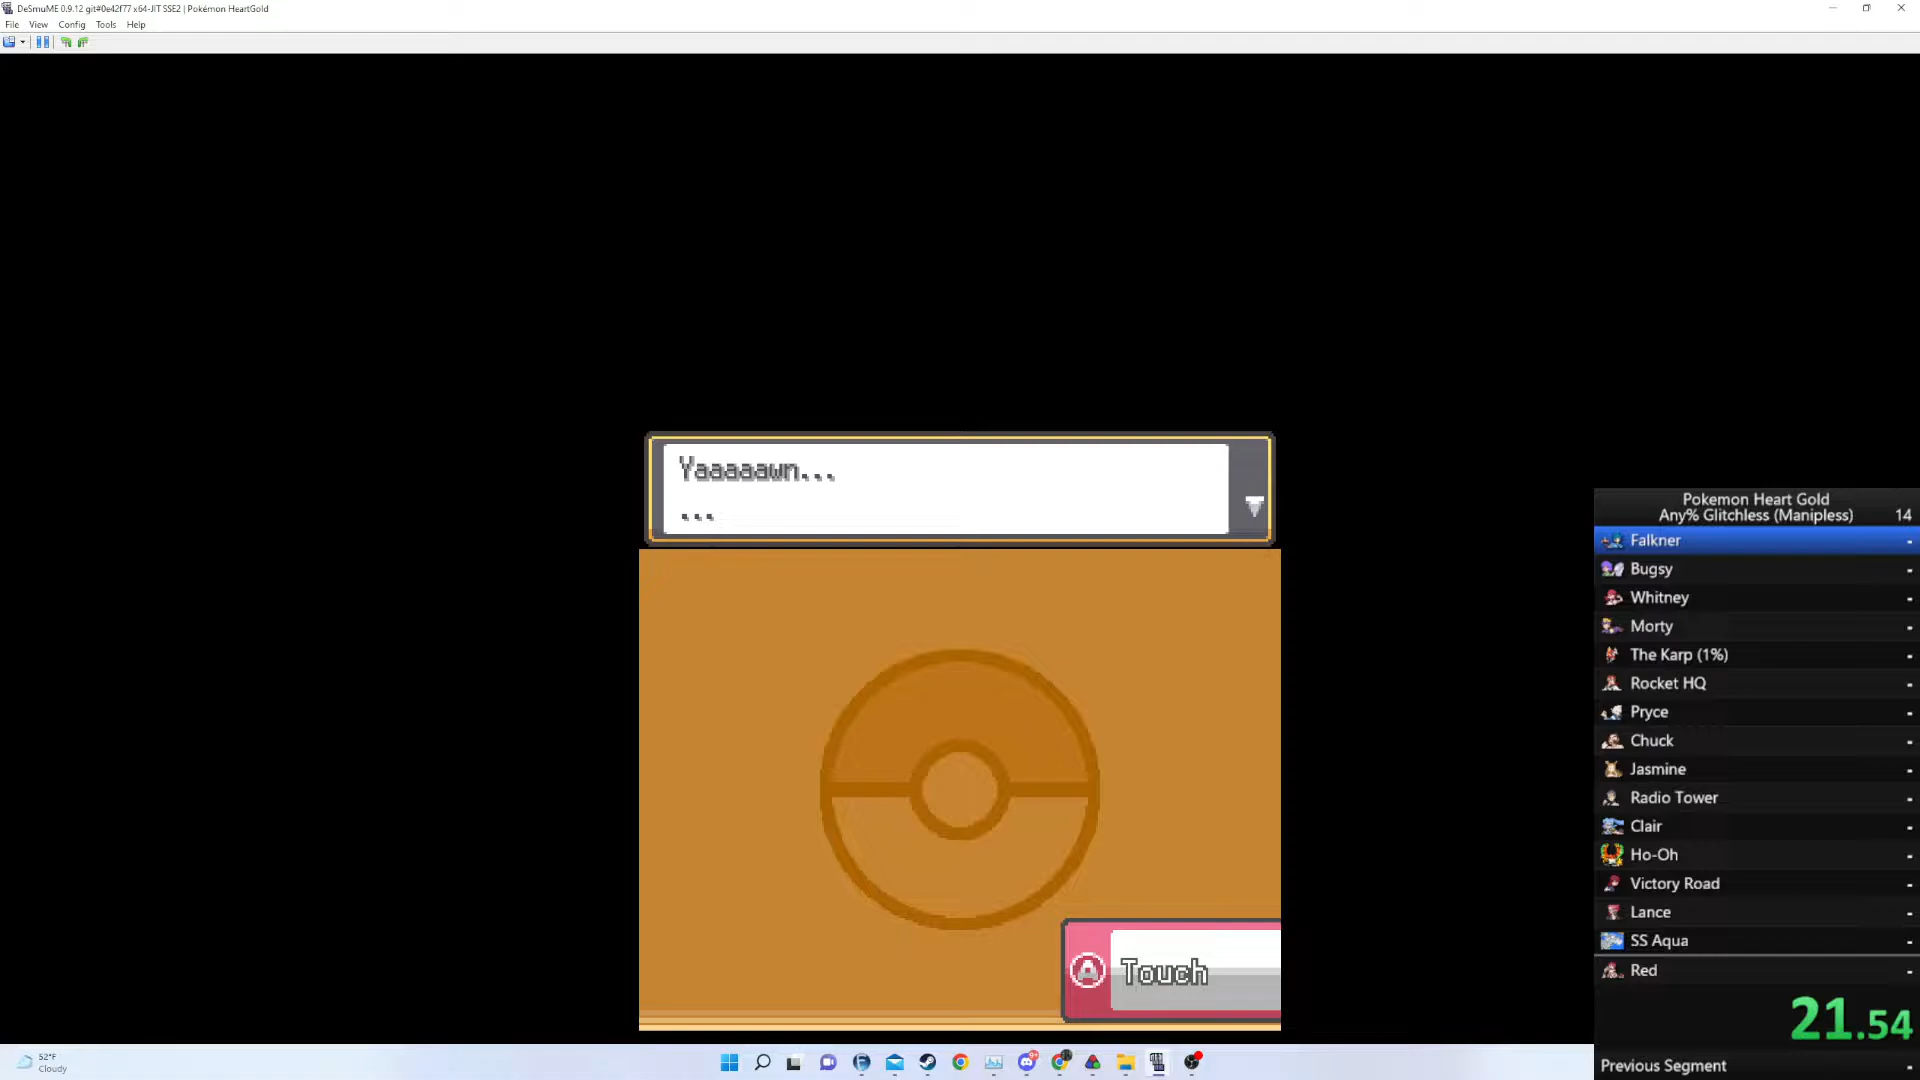 DeSmuME 0.9.12 git#0e42f77 x64-JIT SSE2 | Pokémon HeartGold
File View Config Tools Help
Yaaaaawn...
...
A Touch
Pokemon Heart Gold
Any% Glitchless (Manipless) 14
Falkner -
Bugsy -
Whitney -
Morty -
The Karp (1%) -
Rocket HQ -
Pryce -
Chuck -
Jasmine -
Radio Tower -
Clair -
Ho-Oh -
Victory Road -
Lance -
SS Aqua -
Red -
21.54
Previous Segment -
52°F
Cloudy